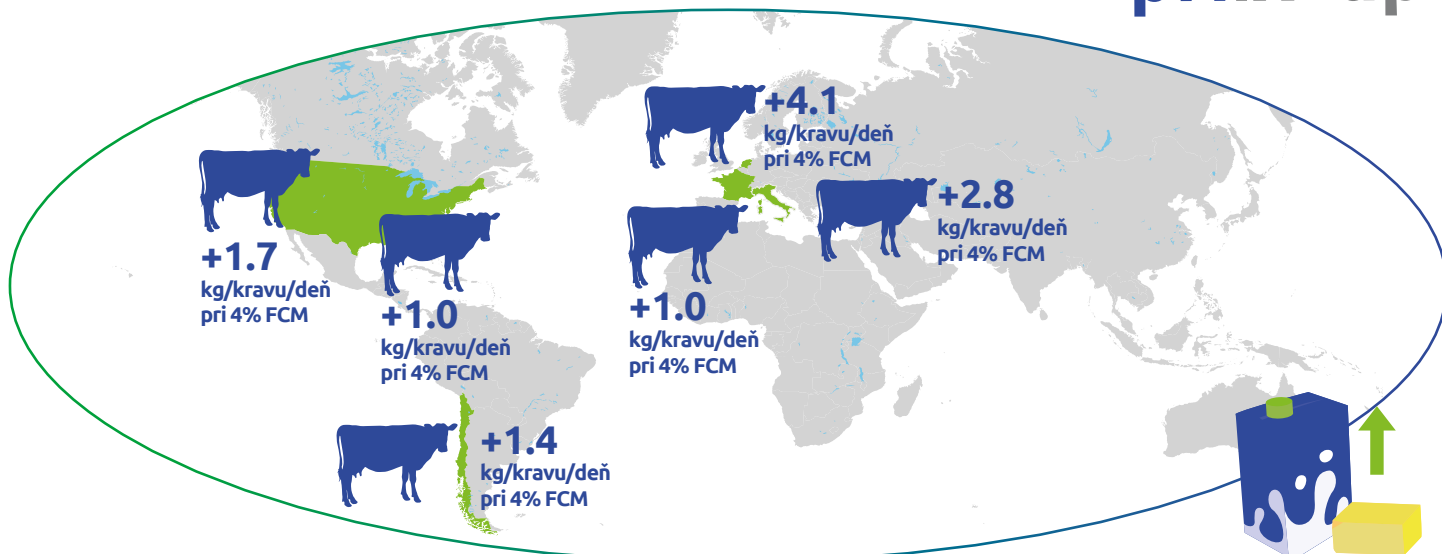 +4.1
kg/kravu/deň
pri 4% FCM
+2.8
kg/kravu/deň
pri 4% FCM
+1.7
kg/kravu/deň
pri 4% FCM
+1.0
kg/kravu/deň
pri 4% FCM
+1.0
kg/kravu/deň
pri 4% FCM
+1.4
kg/kravu/deň
pri 4% FCM